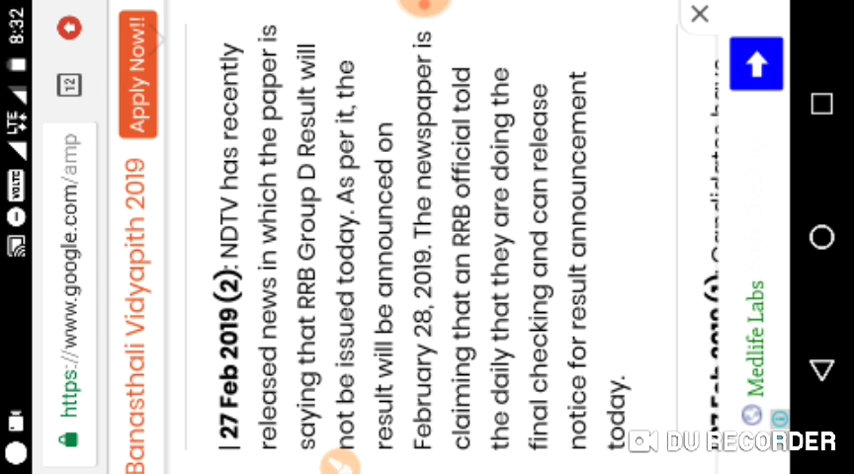 8:32
LTE
VOLTE
12
https://www.google.com/amp
Banasthali Vidyapith 2019
Apply Now!!
| 27 Feb 2019 (2): NDTV has recently
released news in which the paper is
saying that RRB Group D Result will
not be issued today. As per it, the
result will be announced on
February 28, 2019. The newspaper is
claiming that an RRB official told
the daily that they are doing the
final checking and can release
notice for result announcement
today.
Medlife Labs
DU RECORDER